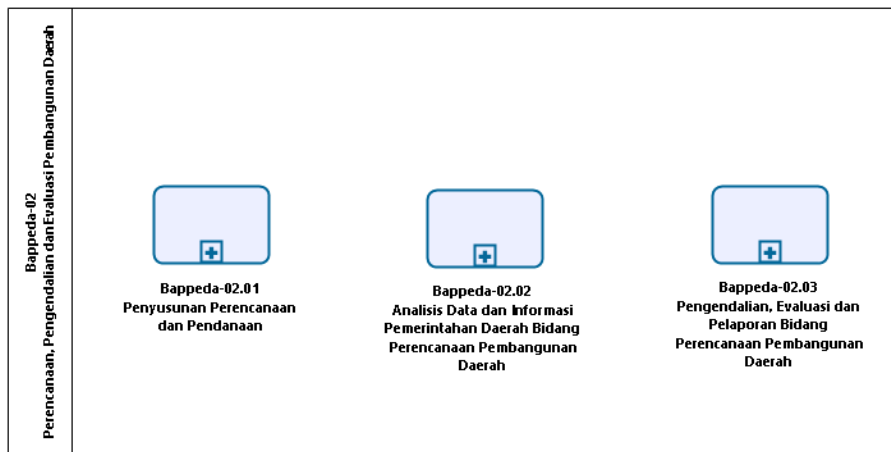 Bappeda-02
Perencanaan, Pengendalian dan Evaluasi Pembangunan Daerah
Bappeda-02.01
Penyusunan Perencanaan
dan Pendanaan
Bappeda-02.02
Analisis Data dan Informasi
Pemerintahan Daerah Bidang
Perencanaan Pembangunan
Daerah
Bappeda-02.03
Pengendalian, Evaluasi dan
Pelaporan Bidang
Perencanaan Pembangunan
Daerah